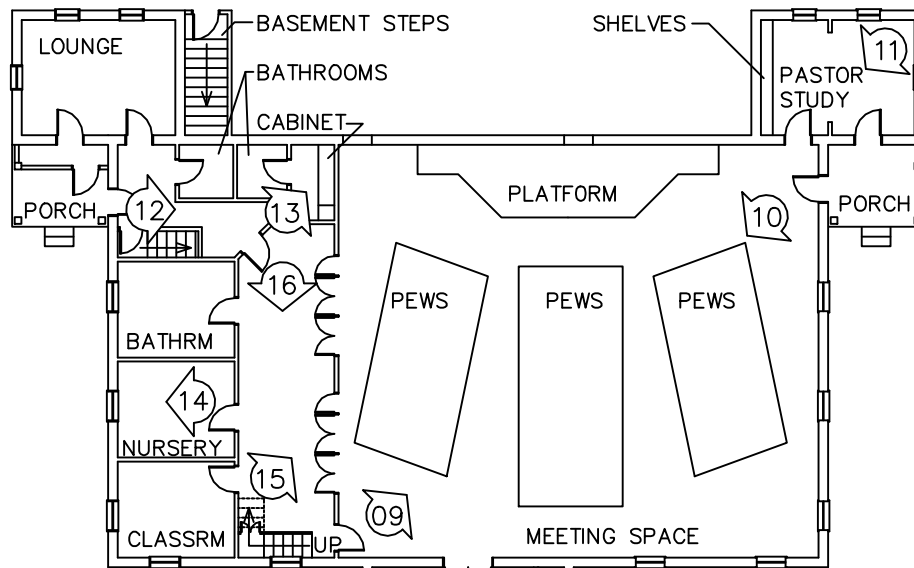 BASEMENT STEPS
SHELVES
LOUNGE
11
BATHROOMS
PASTOR
STUDY
CABINET
PLATFORM
PORCH
12
13
10
PORCH
16
PEWS
PEWS
PEWS
BATHRM
14
NURSERY
15
09
CLASSRM
UP
MEETING SPACE